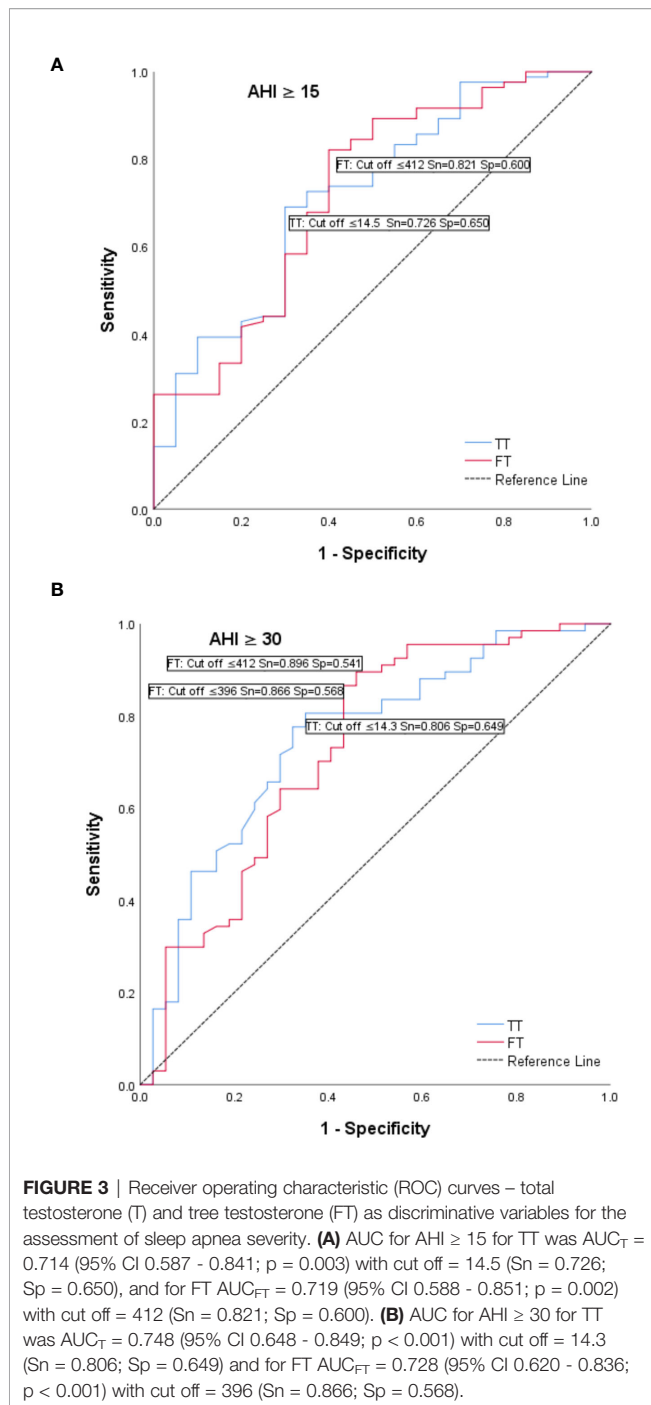 A
AHI ≥ 15
1.0
0.8
0.6
0.4
0.2
0.0
Sensitivity
FT: Cut off ≤412 Sn=0.821 Sp=0.600
TT: Cut off ≤14.5 Sn=0.726 Sp=0.650
TT
FT
Reference Line
0.0 0.2 0.4 0.6 0.8 1.0
1 - Specificity
B
AHI ≥ 30
1.0
0.8
0.6
0.4
0.2
0.0
Sensitivity
FT: Cut off ≤412 Sn=0.896 Sp=0.541
FT: Cut off ≤396 Sn=0.866 Sp=0.568
TT: Cut off ≤14.3 Sn=0.806 Sp=0.649
TT
FT
Reference Line
0.0 0.2 0.4 0.6 0.8 1.0
1 - Specificity
FIGURE 3 | Receiver operating characteristic (ROC) curves – total
testosterone (T) and tree testosterone (FT) as discriminative variables for the
assessment of sleep apnea severity. (A) AUC for AHI ≥ 15 for TT was AUC_T =
0.714 (95% CI 0.587 - 0.841; p = 0.003) with cut off = 14.5 (Sn = 0.726;
Sp = 0.650), and for FT AUC_FT = 0.719 (95% CI 0.588 - 0.851; p = 0.002)
with cut off = 412 (Sn = 0.821; Sp = 0.600). (B) AUC for AHI ≥ 30 for TT
was AUC_T = 0.748 (95% CI 0.648 - 0.849; p < 0.001) with cut off = 14.3
(Sn = 0.806; Sp = 0.649) and for FT AUC_FT = 0.728 (95% CI 0.620 - 0.836;
p < 0.001) with cut off = 396 (Sn = 0.866; Sp = 0.568).